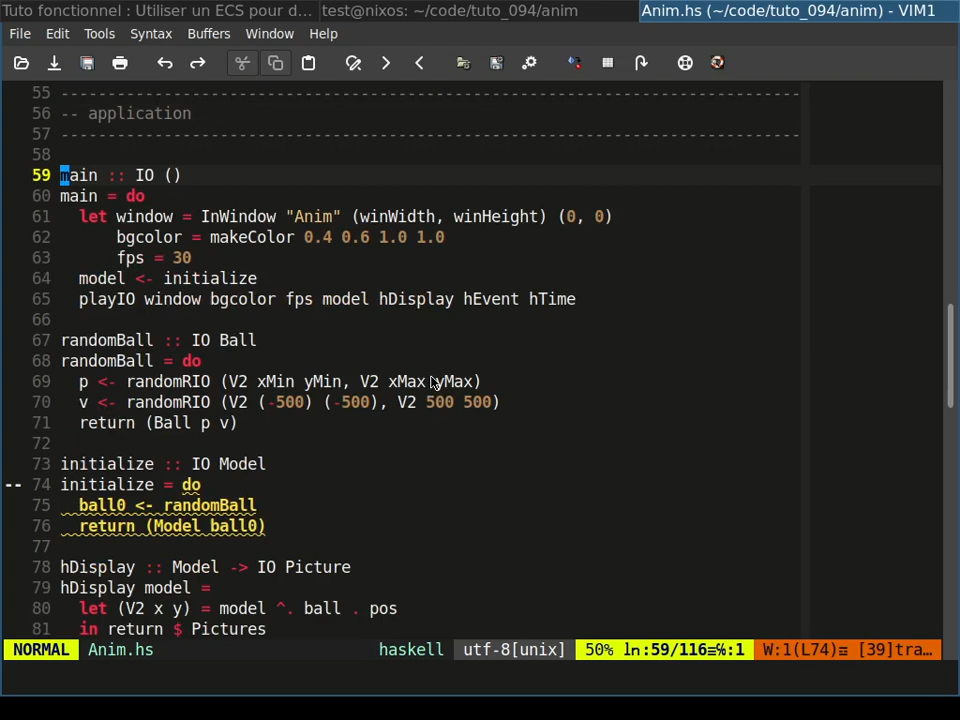 Tuto fonctionnel : Utiliser un ECS pour d… test@nixos: ~/code/tuto_094/anim Anim.hs (~/code/tuto_094/anim) - VIM1
File Edit Tools Syntax Buffers Window Help
55 --------------------------------------------------------------------------------
56 -- application
57 --------------------------------------------------------------------------------
58
59 main :: IO ()
60 main = do
61   let window = InWindow "Anim" (winWidth, winHeight) (0, 0)
62       bgcolor = makeColor 0.4 0.6 1.0 1.0
63       fps = 30
64   model <- initialize
65   playIO window bgcolor fps model hDisplay hEvent hTime
66
67 randomBall :: IO Ball
68 randomBall = do
69   p <- randomRIO (V2 xMin yMin, V2 xMax yMax)
70   v <- randomRIO (V2 (-500) (-500), V2 500 500)
71   return (Ball p v)
72
73 initialize :: IO Model
-- 74 initialize = do
75   ball0 <- randomBall
76   return (Model ball0)
77
78 hDisplay :: Model -> IO Picture
79 hDisplay model =
80   let (V2 x y) = model ^. ball . pos
81   in return $ Pictures
NORMAL Anim.hs haskell utf-8[unix] 50% ln:59/116≡℅:1 W:1(L74)☲ [39]tra…